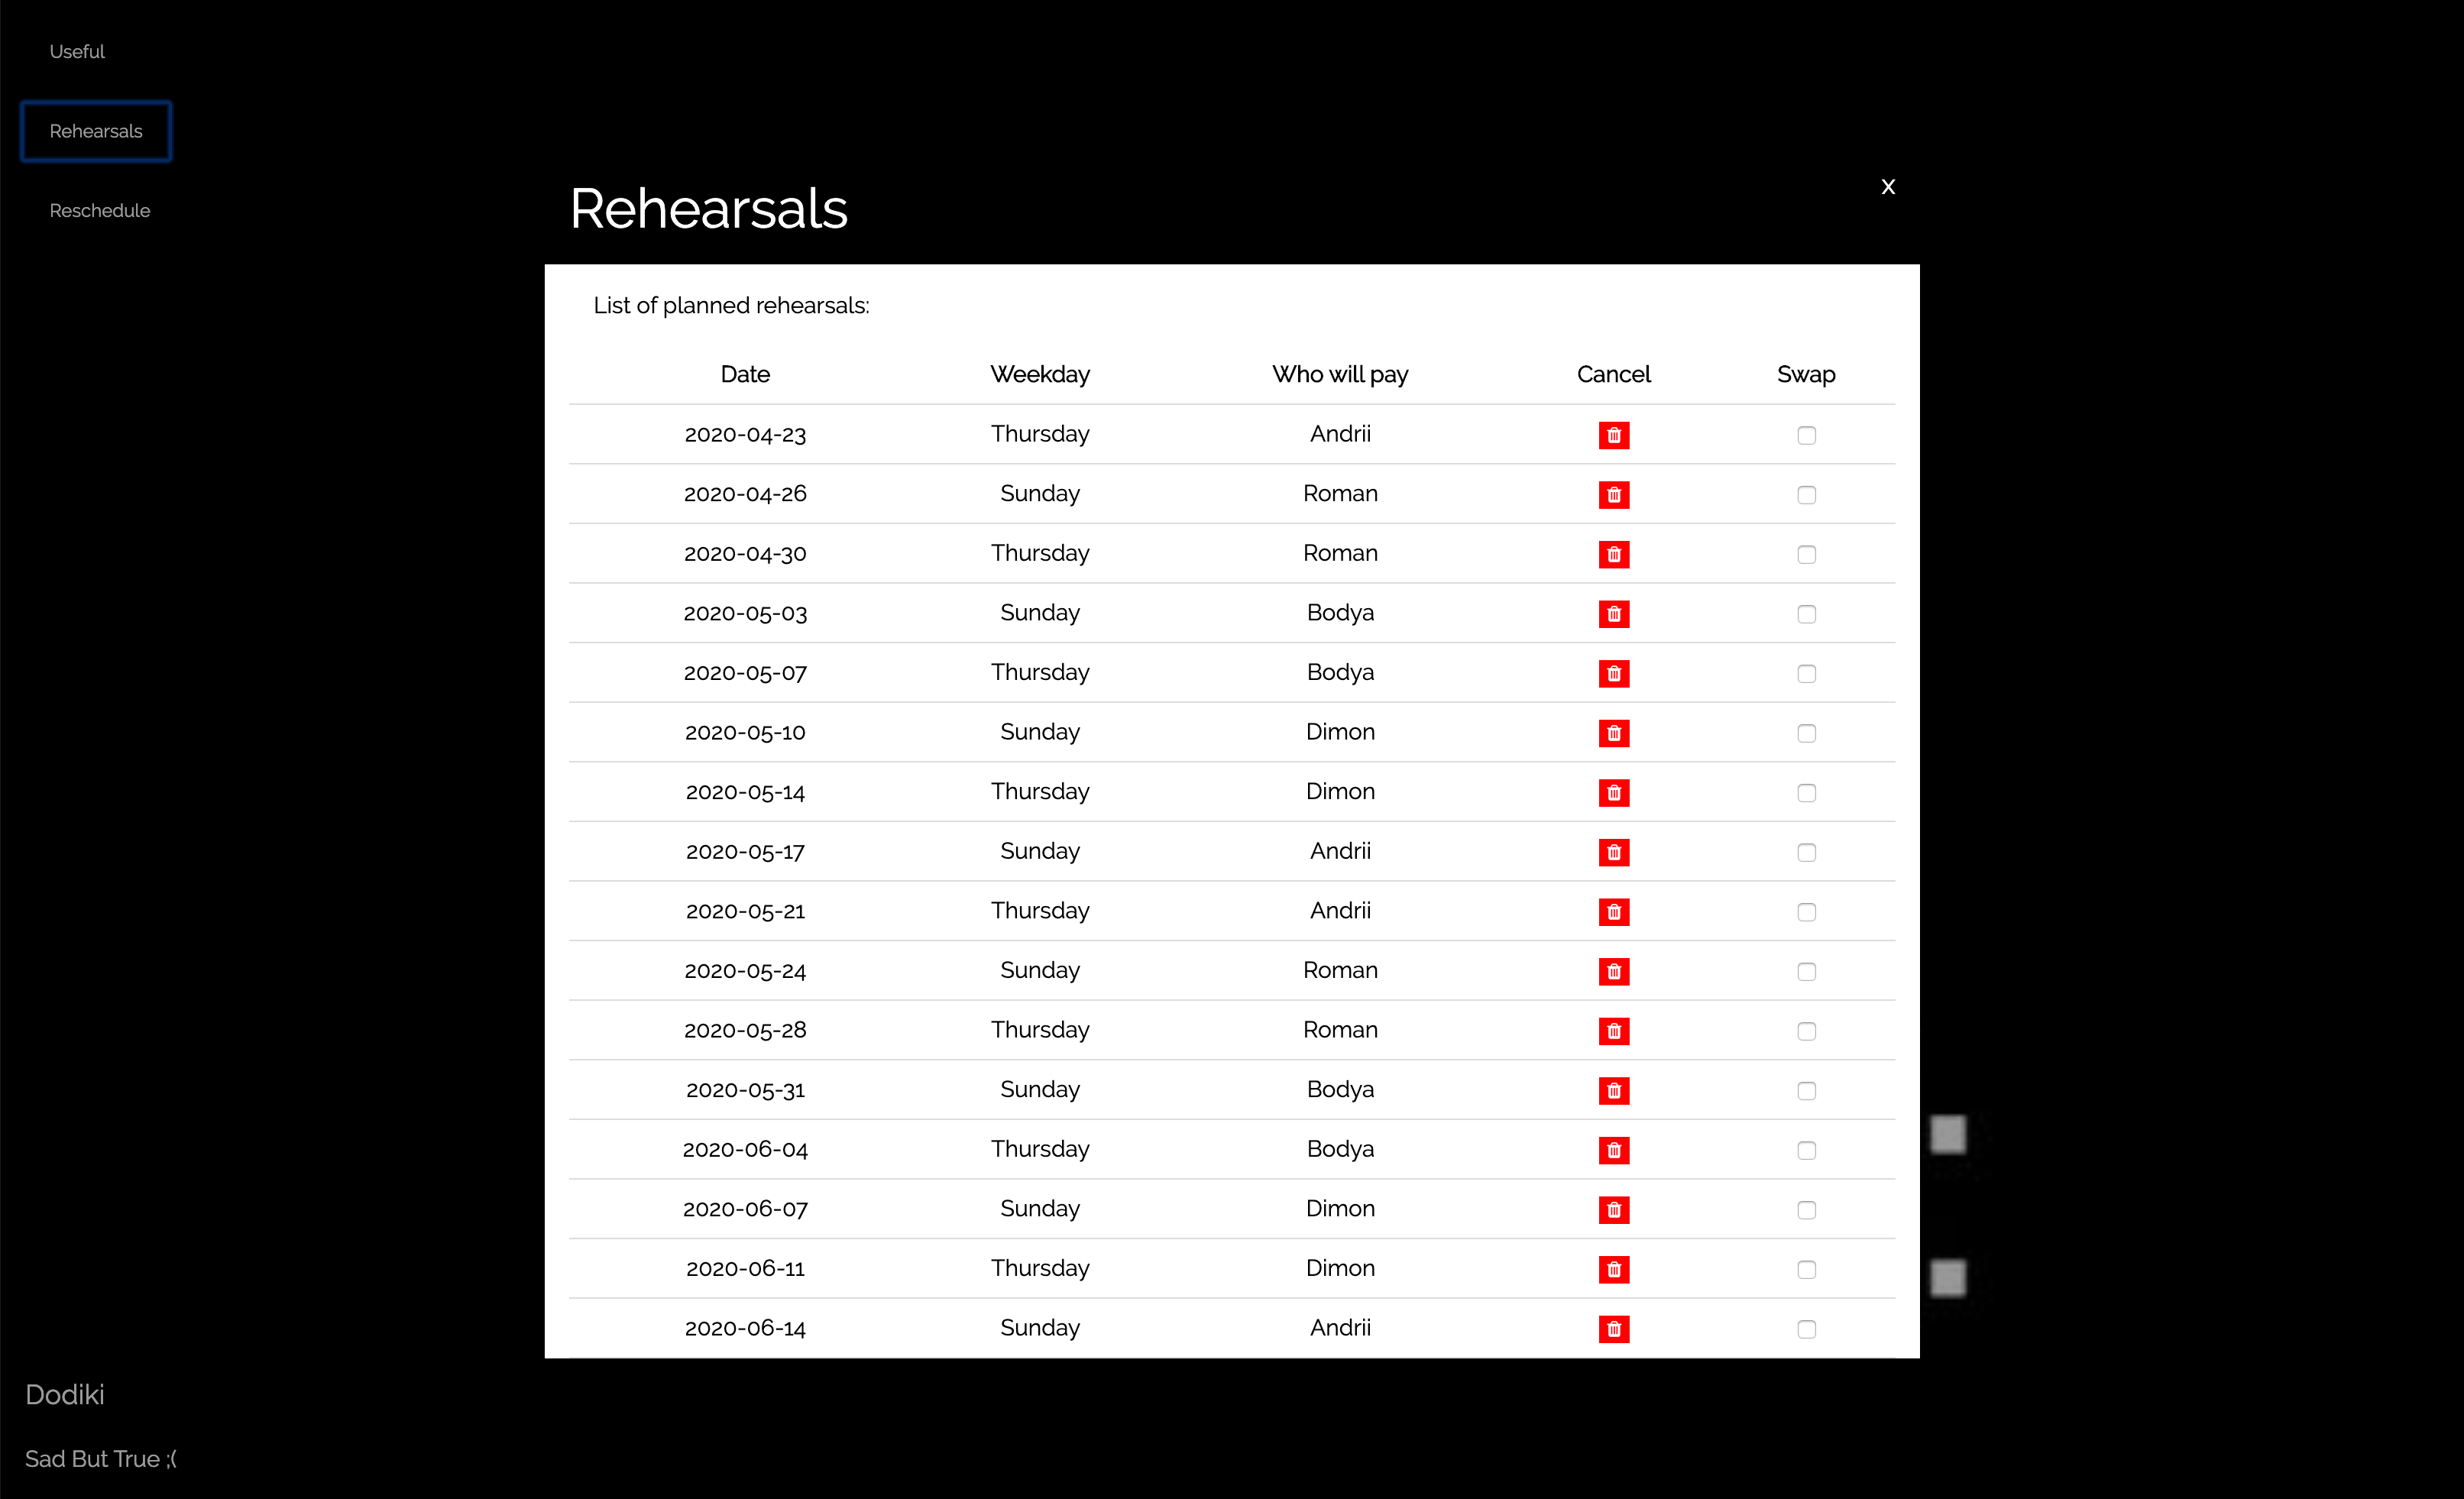 Useful
Rehearsals
Reschedule
Rehearsals
x
List of planned rehearsals:
Date Weekday Who will pay Cancel Swap
2020-04-23 Thursday Andrii
2020-04-26 Sunday Roman
2020-04-30 Thursday Roman
2020-05-03 Sunday Bodya
2020-05-07 Thursday Bodya
2020-05-10 Sunday Dimon
2020-05-14 Thursday Dimon
2020-05-17 Sunday Andrii
2020-05-21 Thursday Andrii
2020-05-24 Sunday Roman
2020-05-28 Thursday Roman
2020-05-31 Sunday Bodya
2020-06-04 Thursday Bodya
2020-06-07 Sunday Dimon
2020-06-11 Thursday Dimon
2020-06-14 Sunday Andrii
Dodiki
Sad But True ;(